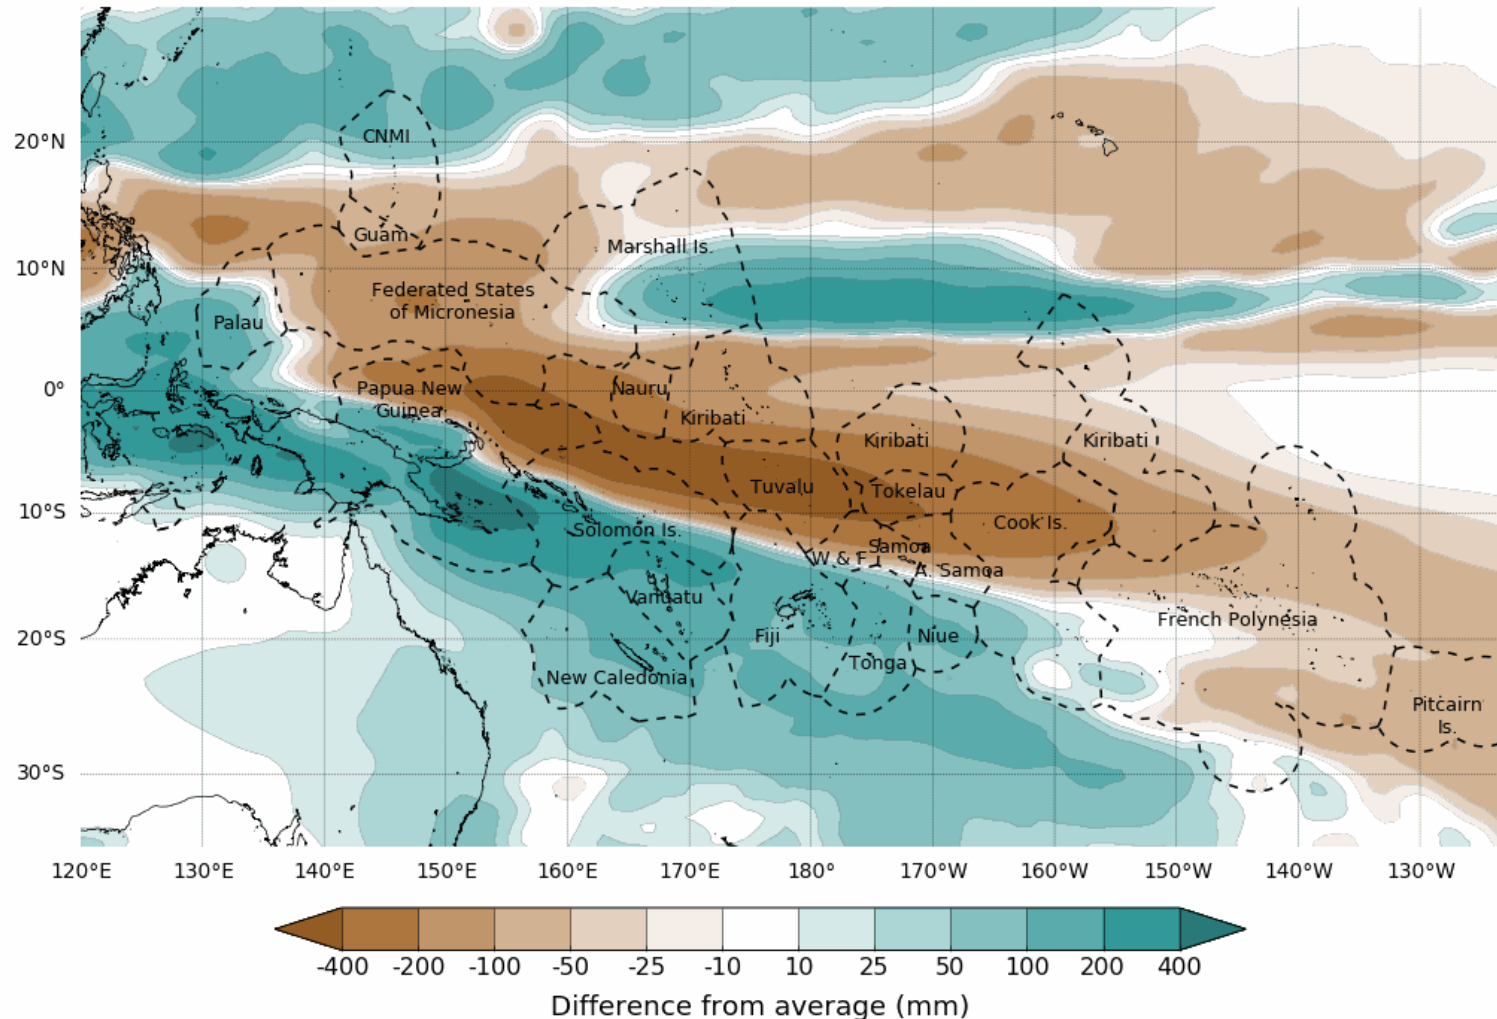 20°N
10°N
0°
10°S
20°S
30°S
CNMI
Guam
Marshall Is.
Federated States
of Micronesia
Palau
Papua New
Guinea
Nauru
Kiribati
Kiribati
Kiribati
Tuvalu
Tokelau
Cook Is.
Solomon Is.
Samoa
W & F
A. Samoa
Vanuatu
French Polynesia
Fiji
Niue
Tonga
New Caledonia
Pitcairn
Is.
120°E 130°E 140°E 150°E 160°E 170°E 180° 170°W 160°W 150°W 140°W 130°W
-400 -200 -100 -50 -25 -10 10 25 50 100 200 400
Difference from average (mm)